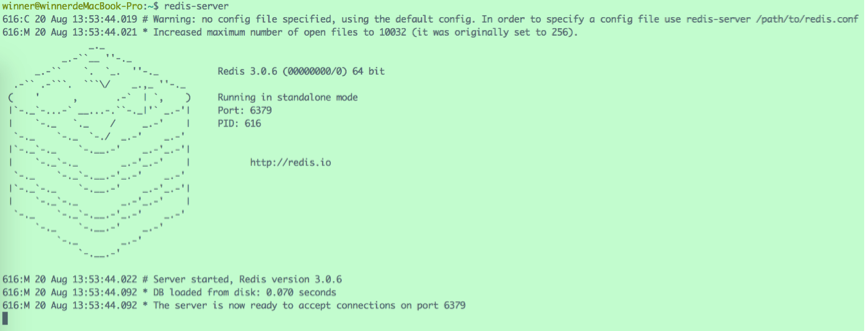 winner@winnerdeMacBook-Pro:~$ redis-server
616:C 20 Aug 13:53:44.019 # Warning: no config file specified, using the default config. In order to specify a config file use redis-server /path/to/redis.conf
616:M 20 Aug 13:53:44.021 * Increased maximum number of open files to 10032 (it was originally set to 256).
Redis 3.0.6 (00000000/0) 64 bit
Running in standalone mode
Port: 6379
PID: 616
http://redis.io
616:M 20 Aug 13:53:44.022 # Server started, Redis version 3.0.6
616:M 20 Aug 13:53:44.092 * DB loaded from disk: 0.070 seconds
616:M 20 Aug 13:53:44.092 * The server is now ready to accept connections on port 6379